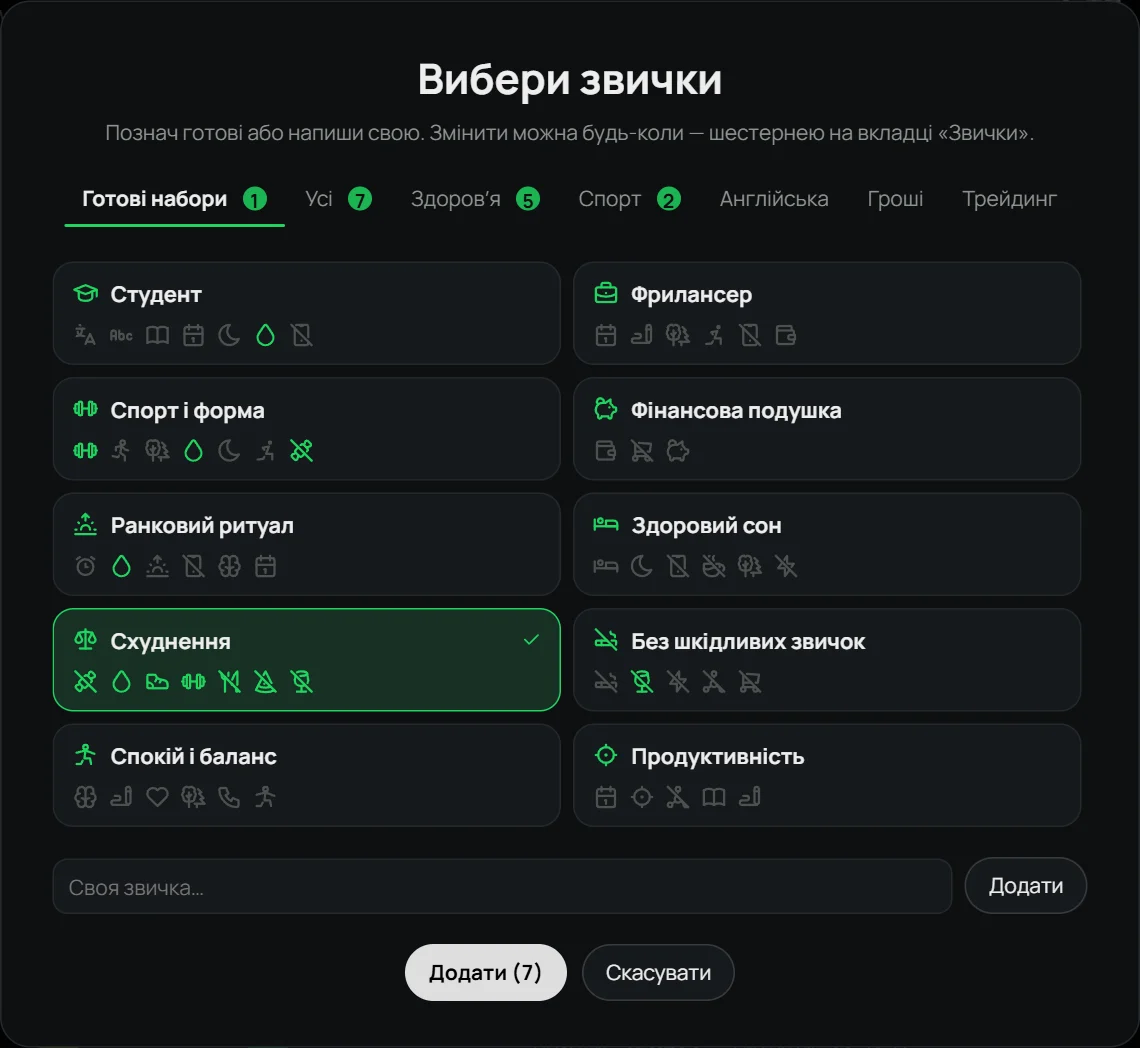 Вибери звички
Познач готові або напиши свою. Змінити можна будь-коли — шестернею на вкладці «Звички».
Готові набори 1 Усі 7 Здоров’я 5 Спорт 2 Англійська Гроші Трейдинг
Студент
Abc
Фрилансер
Спорт і форма
Фінансова подушка
Ранковий ритуал
Здоровий сон
Схуднення
Без шкідливих звичок
Спокій і баланс
Продуктивність
Своя звичка...
Додати
Додати (7)
Скасувати